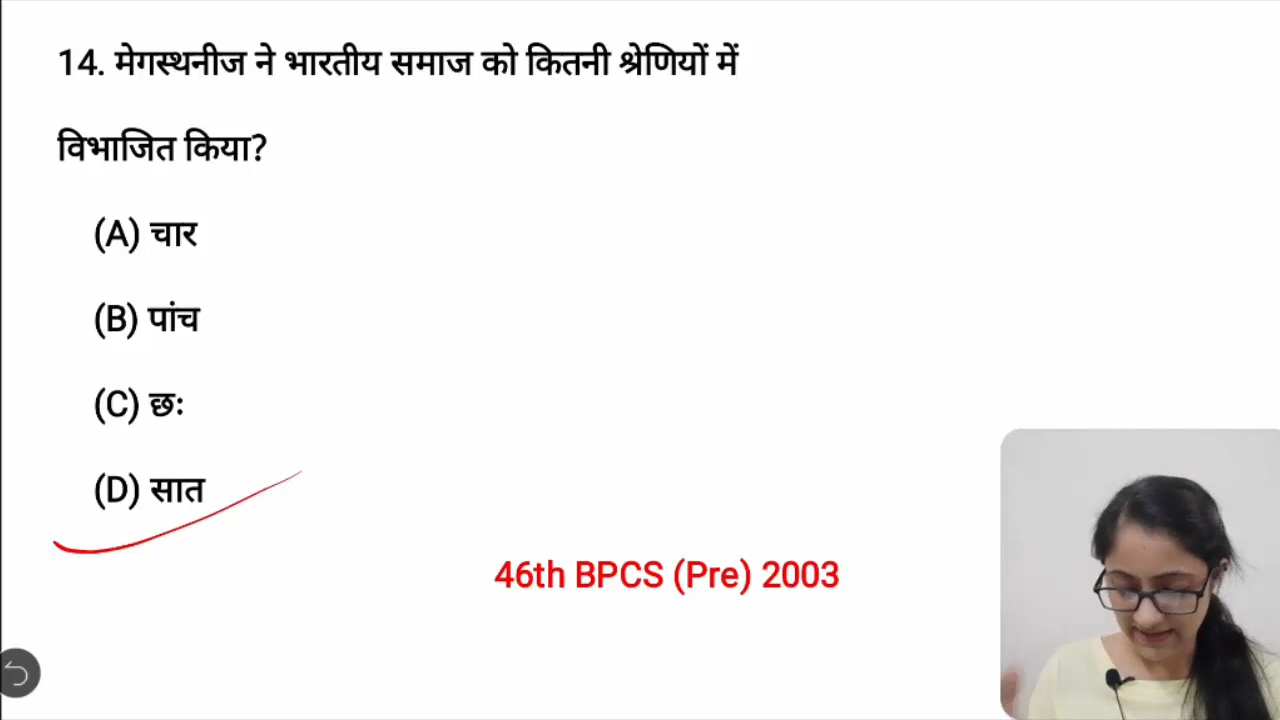 14. मेगस्थनीज ने भारतीय समाज को कितनी श्रेणियों में
विभाजित किया?
(A) चार
(B) पांच
(C) छः
(D) सात
46th BPCS (Pre) 2003